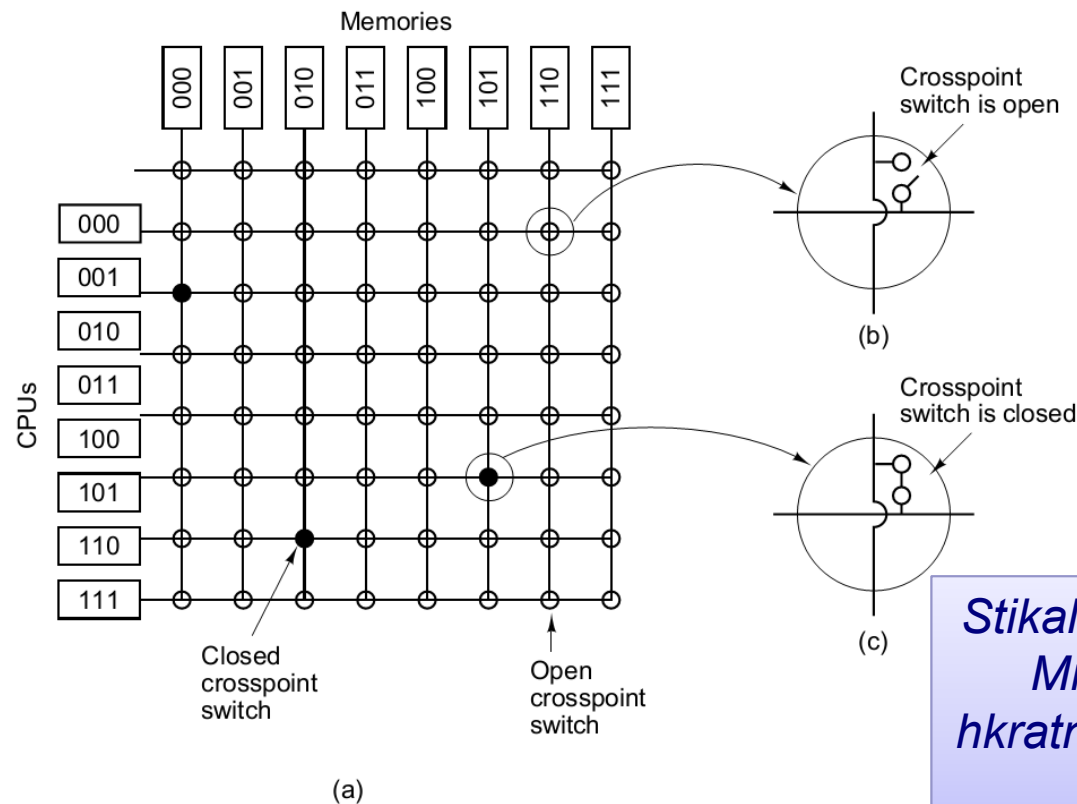 Memories
000
001
010
011
100
101
110
111
CPUs
000
001
010
011
100
101
110
111
Closed
crosspoint
switch
Open
crosspoint
switch
(a)
Crosspoint
switch is open
(b)
Crosspoint
switch is closed
(c)